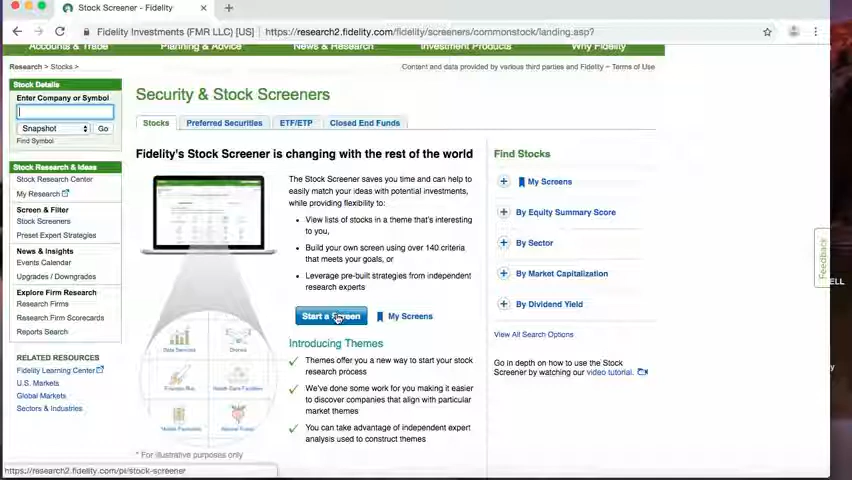 Stock Screener - Fidelity
Fidelity Investments (FMR LLC) [US] | https://research2.fidelity.com/fidelity/screeners/commonstock/landing.asp?
Accounts & Trade
Planning & Advice
News & Research
Investment Products
Why Fidelity
Research > Stocks >
Content and data provided by various third parties and Fidelity – Terms of Use
Stock Details
Enter Company or Symbol
Snapshot
Go
Find Symbol
Stock Research & Ideas
Stock Research Center
My Research
Screen & Filter
Stock Screeners
Preset Expert Strategies
News & Insights
Events Calendar
Upgrades / Downgrades
Explore Firm Research
Research Firms
Research Firm Scorecards
Reports Search
RELATED RESOURCES
Fidelity Learning Center
U.S. Markets
Global Markets
Sectors & Industries
Security & Stock Screeners
Stocks
Preferred Securities
ETF/ETP
Closed End Funds
Fidelity's Stock Screener is changing with the rest of the world
The Stock Screener saves you time and can help to
easily match your ideas with potential investments,
while providing flexibility to:
• View lists of stocks in a theme that's interesting
to you,
• Build your own screen using over 140 criteria
that meets your goals, or
• Leverage pre-built strategies from independent
research experts
Start a Screen
My Screens
Introducing Themes
Themes offer you a new way to start your stock
research process
We've done some work for you making it easier
to discover companies that align with particular
market themes
You can take advantage of independent expert
analysis used to construct themes
Data Services
Drones
Health Care Facilities
Mobile Payments
* For illustrative purposes only
Find Stocks
My Screens
By Equity Summary Score
By Sector
By Market Capitalization
By Dividend Yield
View All Search Options
Go in depth on how to use the Stock
Screener by watching our video tutorial.
Feedback
ELL
https://research2.fidelity.com/pi/stock-screener